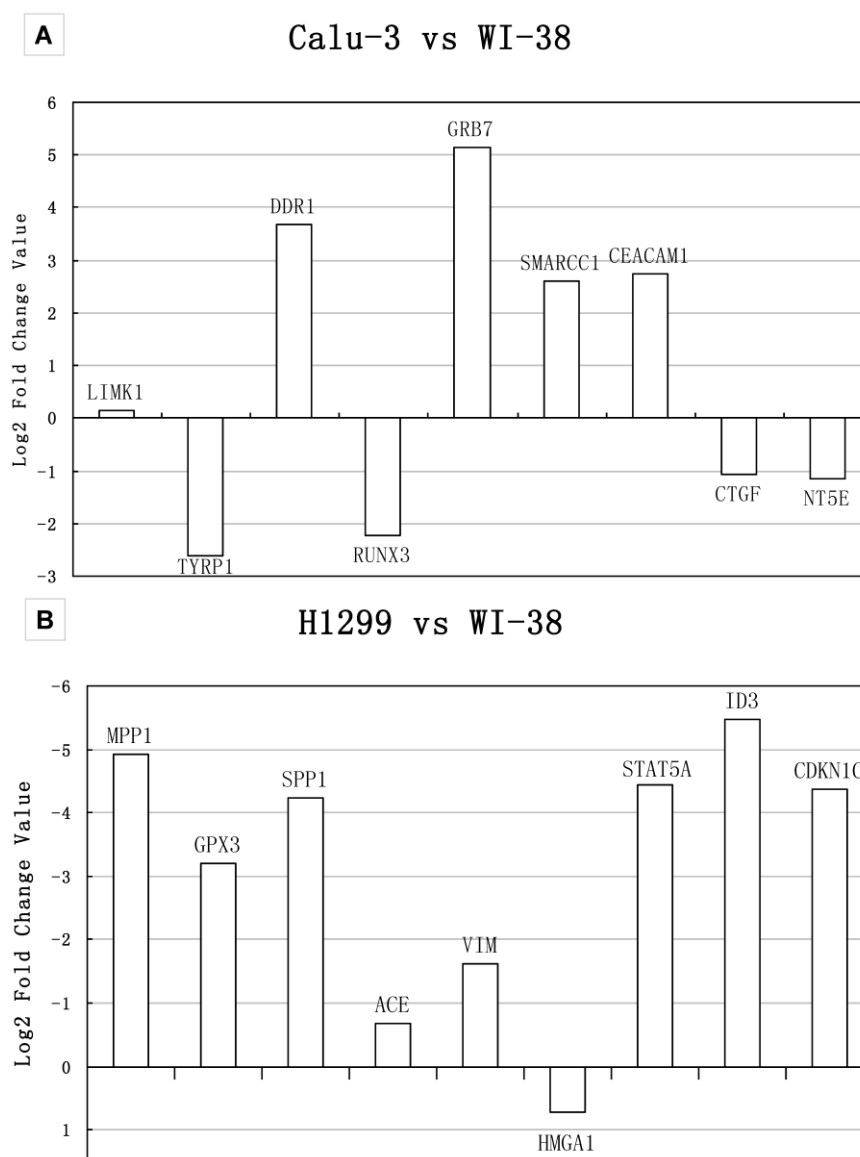 A
Calu-3 vs WI-38
Log2 Fold Change Value
6
5
4
3
2
1
0
-1
-2
-3
LIMK1
TYRP1
DDR1
RUNX3
GRB7
SMARCC1
CEACAM1
CTGF
NT5E
B
H1299 vs WI-38
Log2 Fold Change Value
-6
-5
-4
-3
-2
-1
0
1
MPP1
GPX3
SPP1
ACE
VIM
HMGA1
STAT5A
ID3
CDKN1C